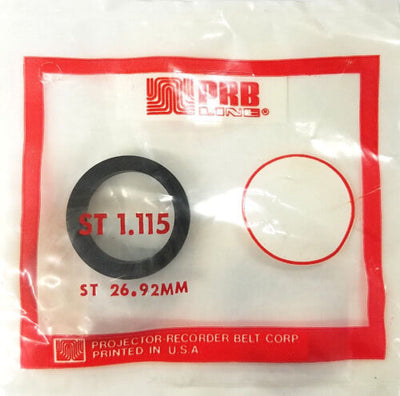 PRB
LINE®
ST 1.115
ST 26.92MM
PROJECTOR-RECORDER BELT CORP
PRINTED IN U.S.A